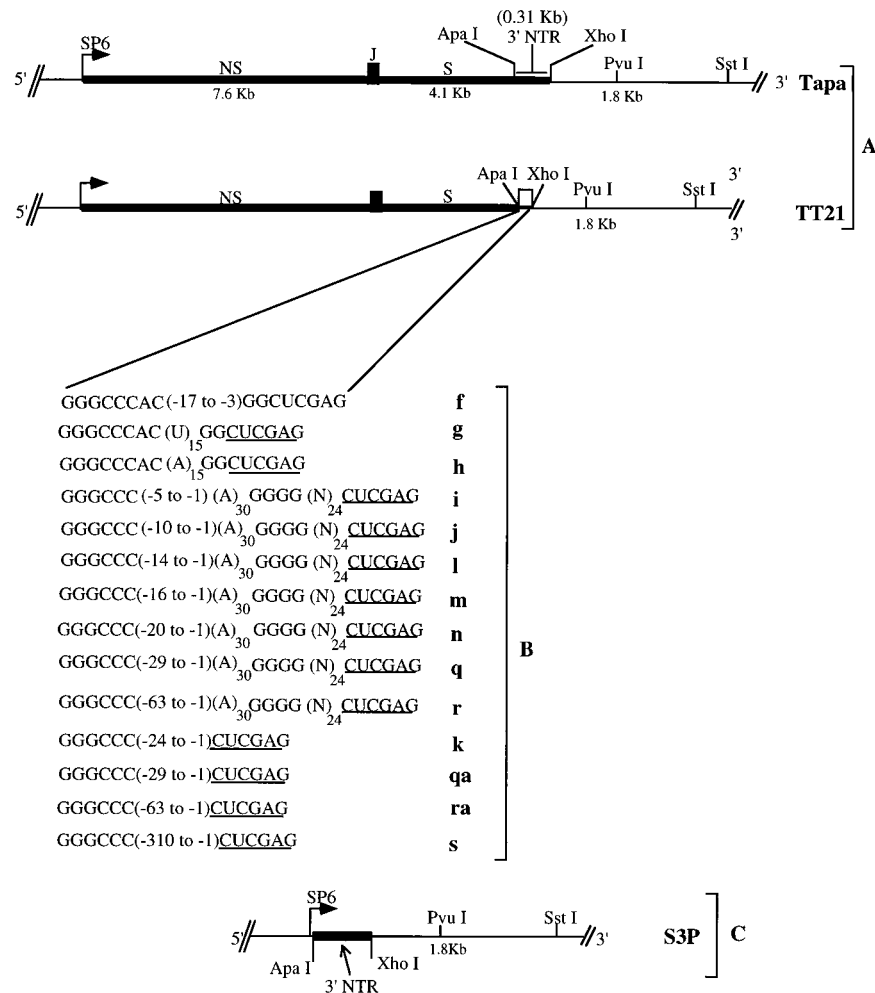 (0.31 Kb)
SP6 Apa I 3' NTR Xho I
J
5' NS S Pvu I Sst I 3' Tapa
7.6 Kb 4.1 Kb 1.8 Kb
A
Apa I Xho I 3'
5' NS S Pvu I Sst I TT21
1.8 Kb 3'
GGGCCCAC(-17 to -3)GGCUCGAG f
GGGCCCAC (U)15GGCUCGAG g
GGGCCCAC (A)15GGCUCGAG h
GGGCCC (-5 to -1) (A)30 GGGG (N)24 CUCGAG i
GGGCCC (-10 to -1)(A)30 GGGG (N)24 CUCGAG j
GGGCCC(-14 to -1)(A)30 GGGG (N)24 CUCGAG l
GGGCCC(-16 to -1)(A)30 GGGG (N)24 CUCGAG m
GGGCCC(-20 to -1)(A)30 GGGG (N)24 CUCGAG n
GGGCCC(-29 to -1)(A)30 GGGG (N)24 CUCGAG q
B
GGGCCC(-63 to -1)(A)30GGGG (N)24 CUCGAG r
GGGCCC(-24 to -1)CUCGAG k
GGGCCC(-29 to -1)CUCGAG qa
GGGCCC(-63 to -1)CUCGAG ra
GGGCCC(-310 to -1)CUCGAG s
SP6
5' Pvu I Sst I 3' S3P C
1.8Kb
Apa I Xho I
3' NTR